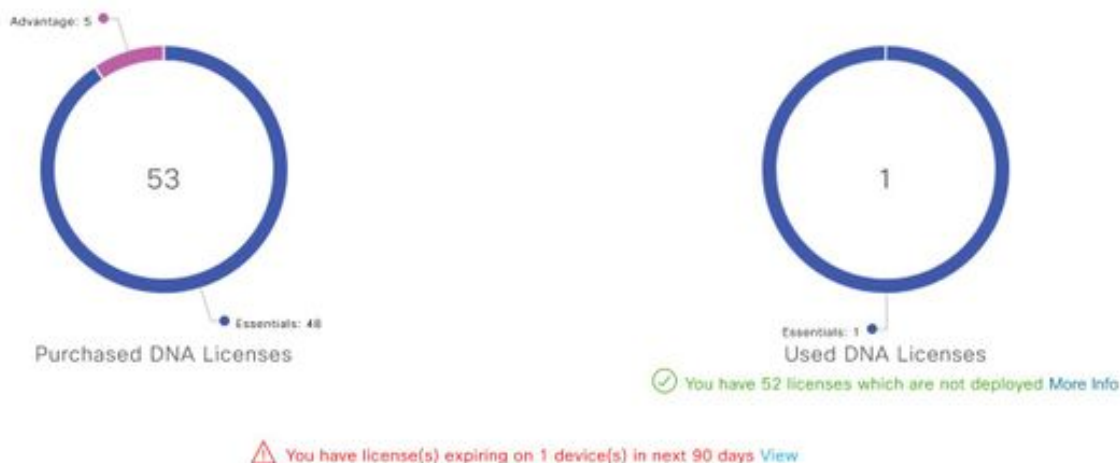 Advantage: 5
53
1
Essentials: 48
Essentials: 1
Purchased DNA Licenses
Used DNA Licenses
You have 52 licenses which are not deployed More Info
You have license(s) expiring on 1 device(s) in next 90 days View